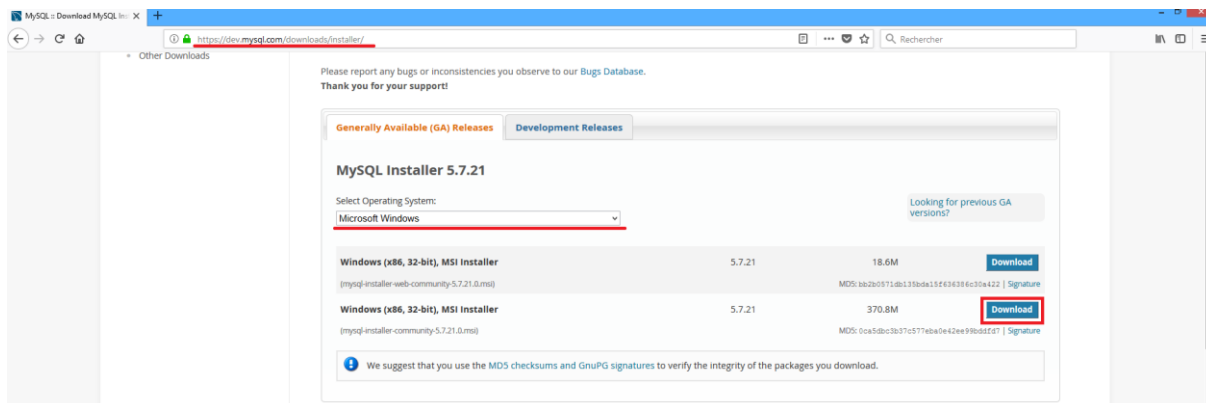 MySQL :: Download MySQL Ins
https://dev.mysql.com/downloads/installer/
Rechercher
Other Downloads
Please report any bugs or inconsistencies you observe to our Bugs Database.
Thank you for your support!
Generally Available (GA) Releases
Development Releases
MySQL Installer 5.7.21
Select Operating System:
Looking for previous GA
versions?
Microsoft Windows
Windows (x86, 32-bit), MSI Installer 5.7.21 18.6M Download
(mysql-installer-web-community-5.7.21.0.msi) MD5: bb2b0571db135bda15f636386c30a422 | Signature
Windows (x86, 32-bit), MSI Installer 5.7.21 370.8M Download
(mysql-installer-community-5.7.21.0.msi) MD5: 0ca5dbc3b37c577eba0e42ee99bddfd7 | Signature
We suggest that you use the MD5 checksums and GnuPG signatures to verify the integrity of the packages you download.